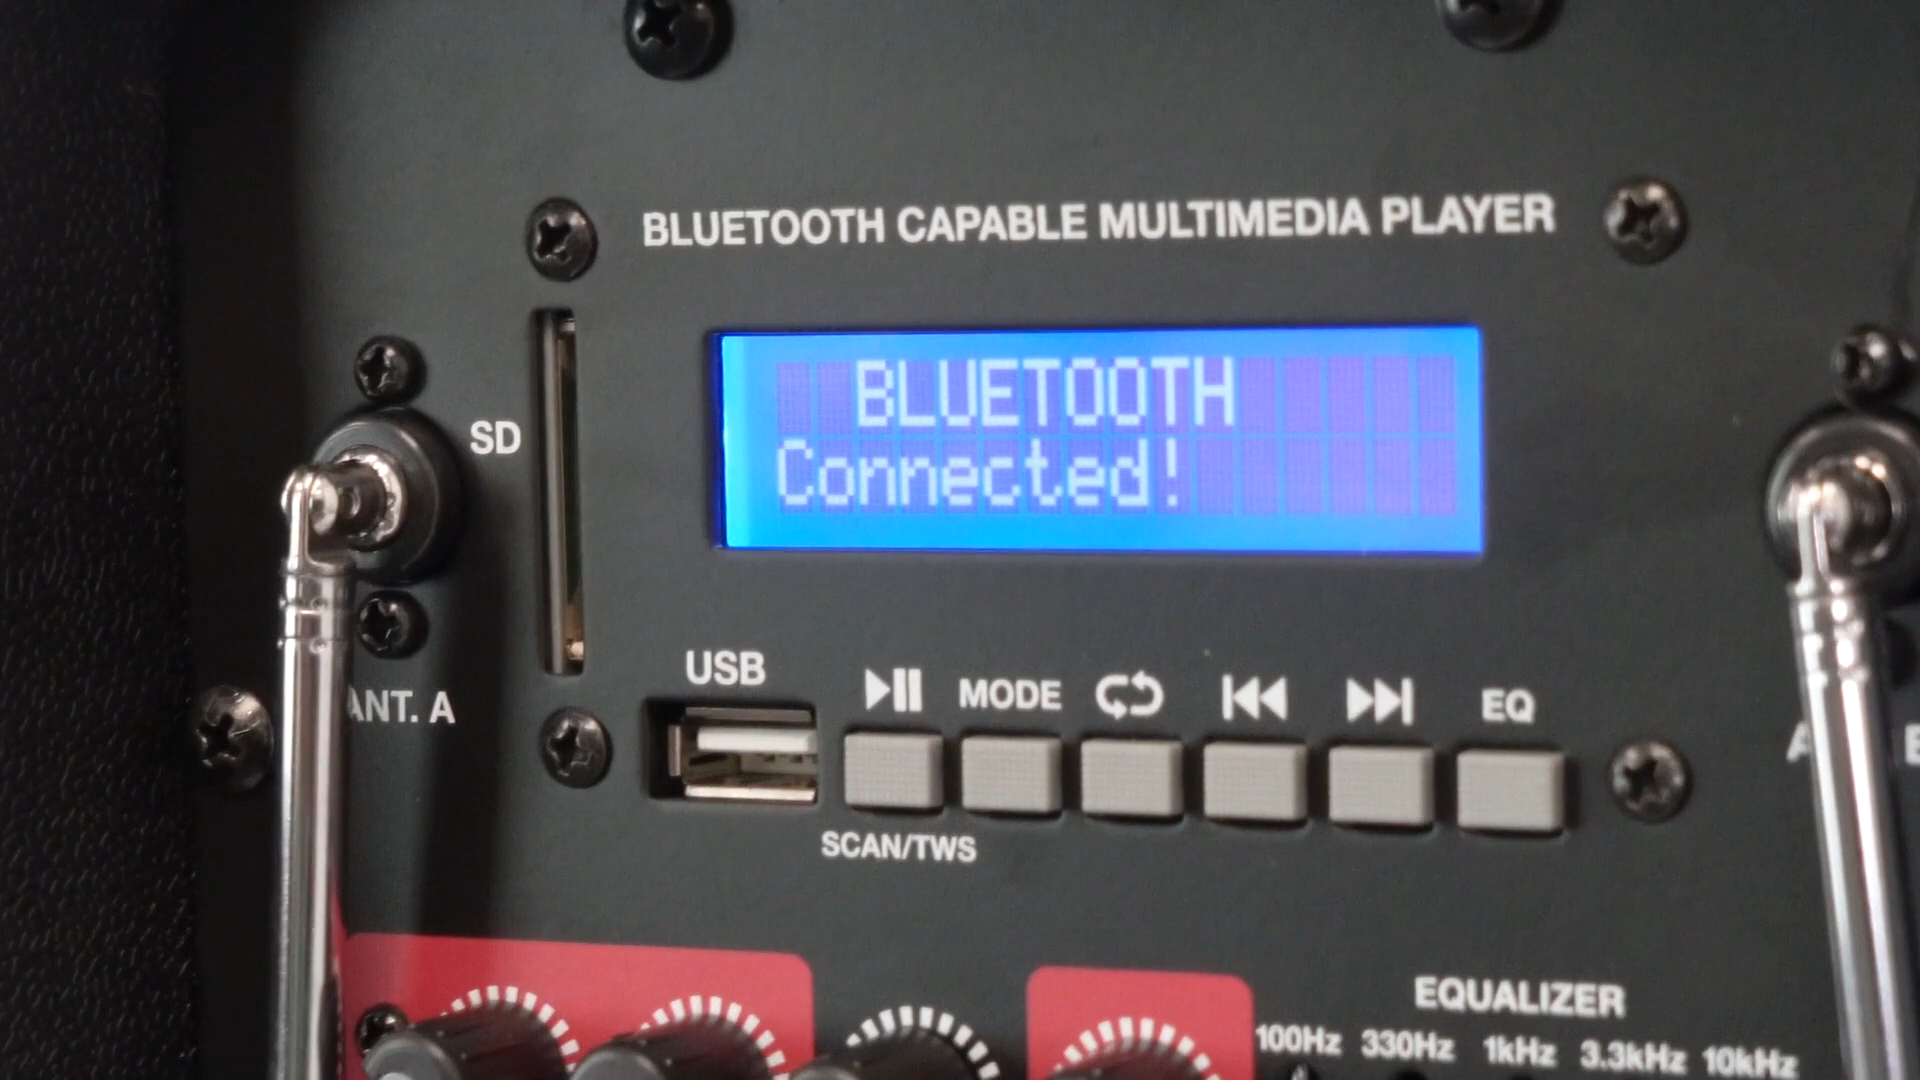 BLUETOOTH CAPABLE MULTIMEDIA PLAYER
BLUETOOTH
Connected!
SD
USB
MODE
EQ
ANT. A
SCAN/TWS
EQUALIZER
100Hz 330Hz 1kHz 3.3kHz 10kHz